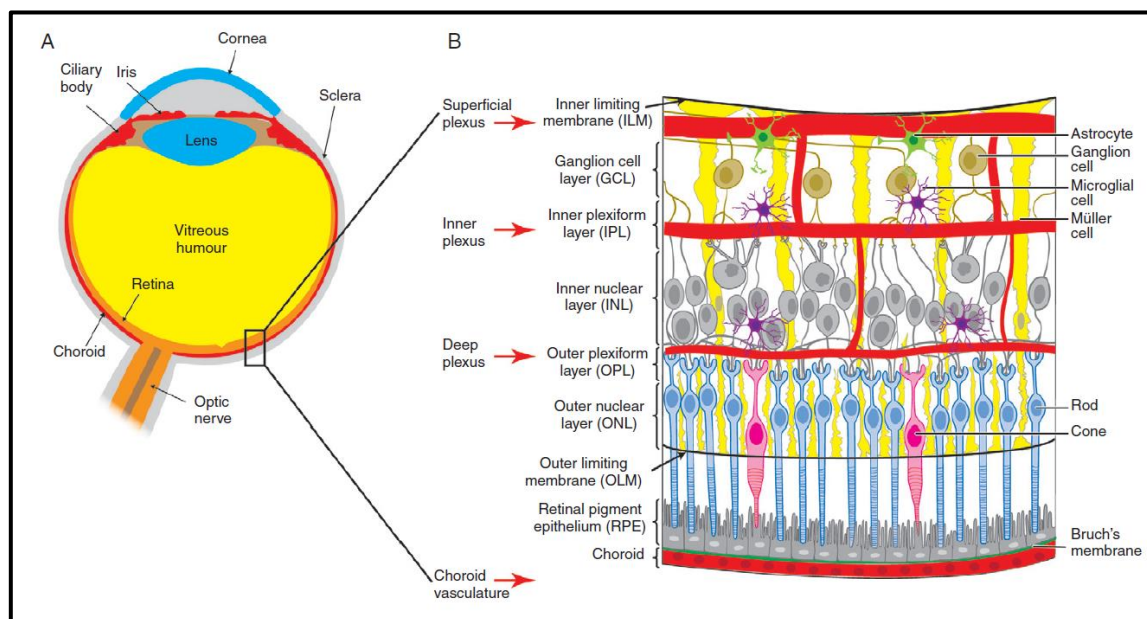 A
Cornea
Ciliary
body
Iris
Sclera
Lens
Vitreous
humour
Retina
Choroid
Optic
nerve
B
Superficial
plexus
Inner
plexus
Deep
plexus
Choroid
vasculature
Inner limiting
membrane (ILM)
Ganglion cell
layer (GCL)
Inner plexiform
layer (IPL)
Inner nuclear
layer (INL)
Outer plexiform
layer (OPL)
Outer nuclear
layer (ONL)
Outer limiting
membrane (OLM)
Retinal pigment
epithelium (RPE)
Choroid
Astrocyte
Ganglion
cell
Microglial
cell
Müller
cell
Rod
Cone
Bruch's
membrane